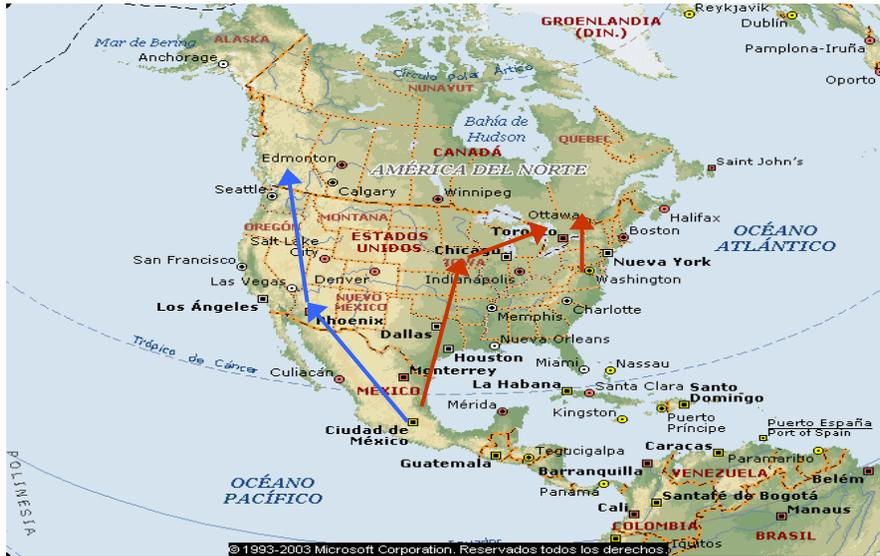 Reykjavik
GROENLANDIA
(DIN.)
Dublín
Mar de Bering
ALASKA
Pamplona-Iruña
Anchorage
Círculo Polar Ártico
Oporto
NUNAVUT
Bahía de
Hudson
QUEBEC
CANADÁ
Edmonton
AMÉRICA DEL NORTE
Saint John's
Seattle
Calgary
Winnipeg
Ottawa
Halifax
MONTANA
OREGÓN
Boston
OCÉANO
ATLÁNTICO
ESTADOS
UNIDOS
Salt Lake
City
Chicago
IOWA
San Francisco
Nueva York
Denver
Indianápolis
Washington
Las Vegas
NUEVO
MÉXICO
Los Ángeles
Phoenix
Memphis
Charlotte
Dallas
Nueva Orleans
Trópico de Cáncer
Houston
Miami
Nassau
Culiacán
Monterrey
La Habana
Santa Clara
Santo
Domingo
MÉXICO
Mérida
Kingston
Puerto
Príncipe
Puerto España
Port of Spain
Ciudad de
México
Caracas
Tegucigalpa
Paramaribo
Guatemala
Barranquilla
VENEZUELA
Belém
POLINESIA
OCÉANO
PACÍFICO
Panamá
Santafé de Bogotá
Cali
Manaus
COLOMBIA
BRASIL
Iquitos
© 1993-2003 Microsoft Corporation. Reservados todos los derechos.